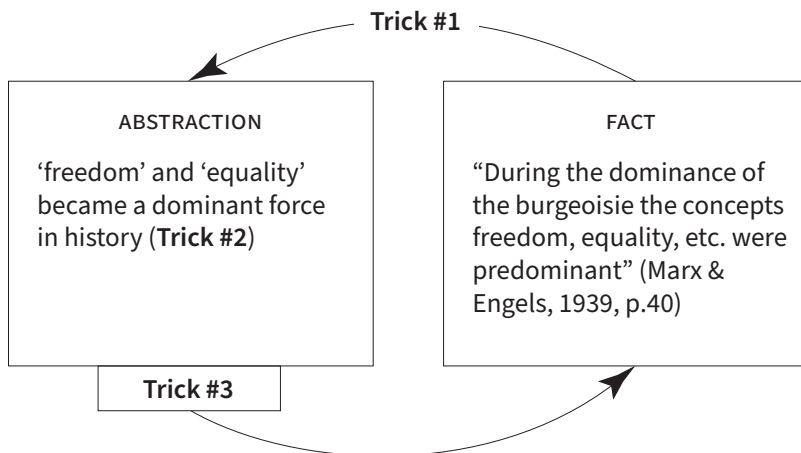 Trick #1
ABSTRACTION
‘freedom’ and ‘equality’
became a dominant force
in history (Trick #2)
Trick #3
FACT
“During the dominance of
the burgeoisie the concepts
freedom, equality, etc. were
predominant” (Marx &
Engels, 1939, p.40)